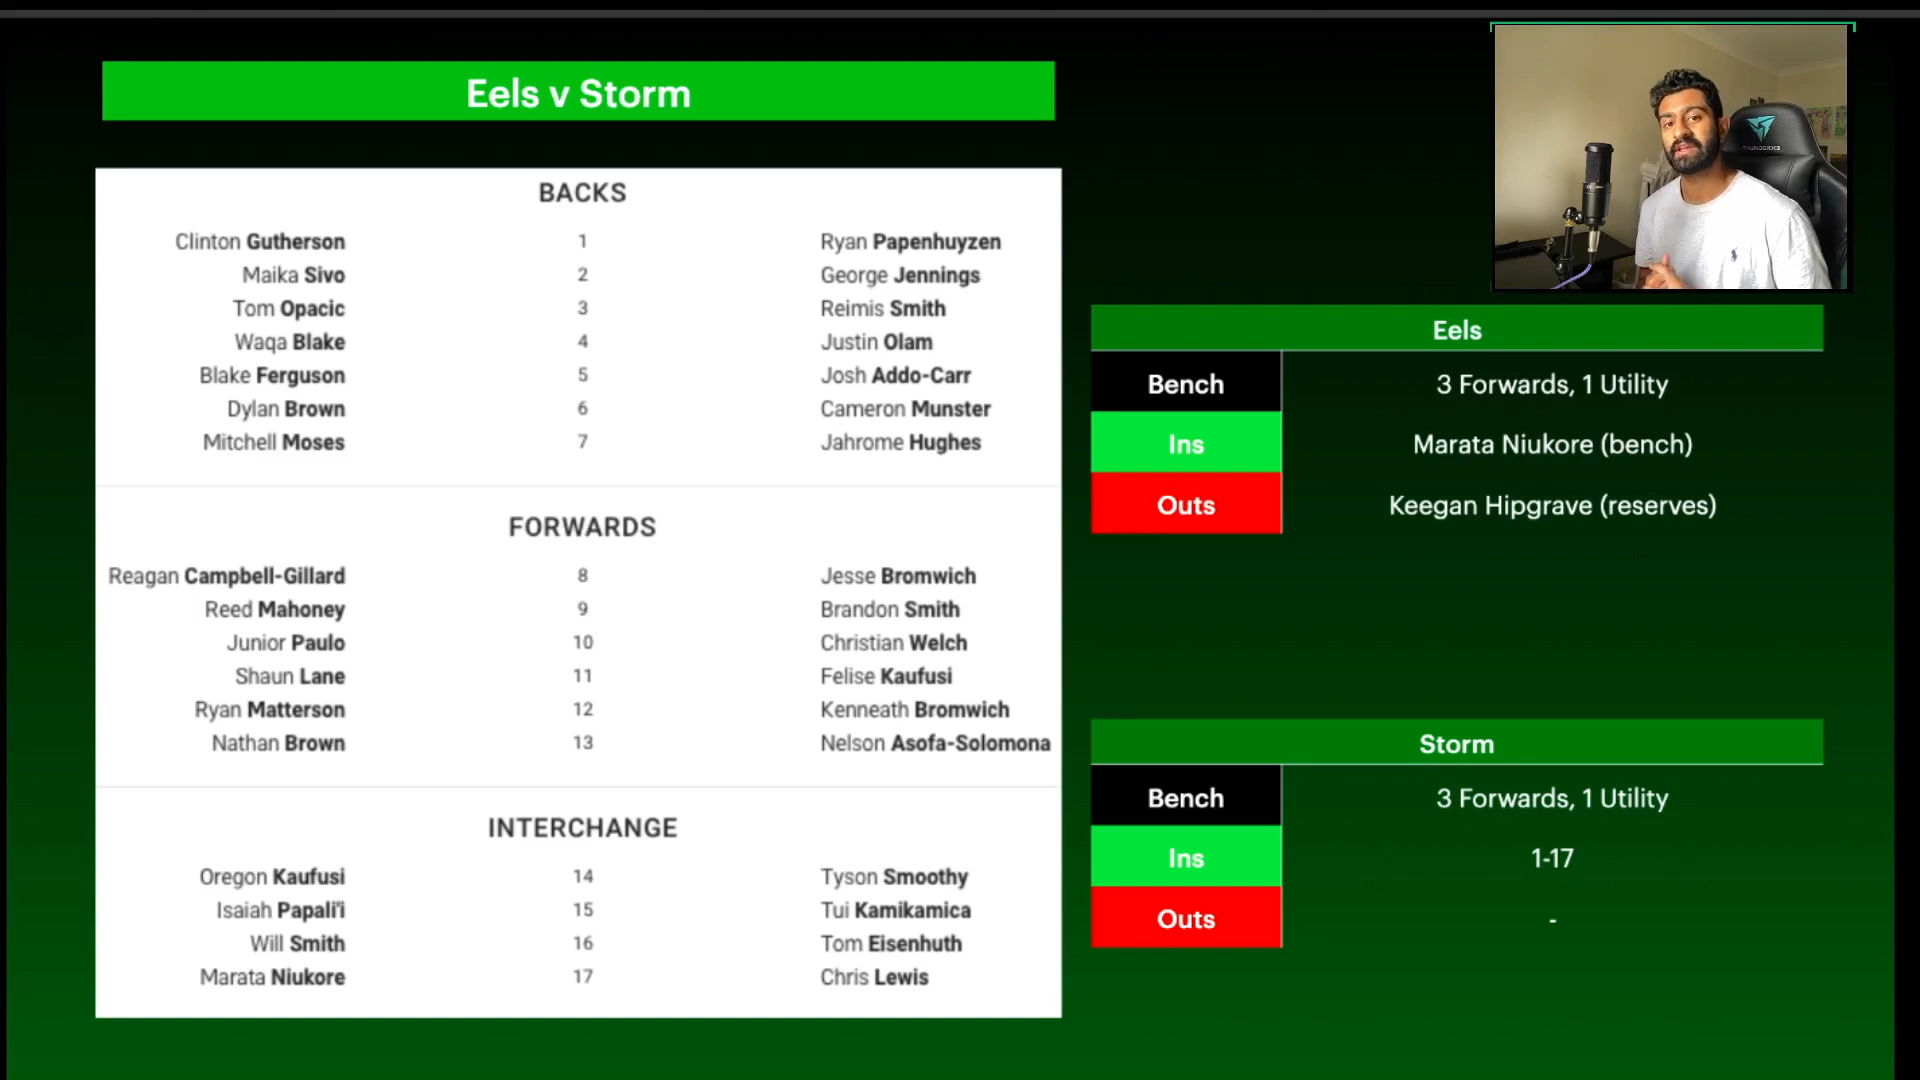 Eels v Storm
BACKS
Clinton Gutherson 1 Ryan Papenhuyzen
Maika Sivo 2 George Jennings
Tom Opacic 3 Reimis Smith
Waqa Blake 4 Justin Olam
Blake Ferguson 5 Josh Addo-Carr
Dylan Brown 6 Cameron Munster
Mitchell Moses 7 Jahrome Hughes
FORWARDS
Reagan Campbell-Gillard 8 Jesse Bromwich
Reed Mahoney 9 Brandon Smith
Junior Paulo 10 Christian Welch
Shaun Lane 11 Felise Kaufusi
Ryan Matterson 12 Kenneath Bromwich
Nathan Brown 13 Nelson Asofa-Solomona
INTERCHANGE
Oregon Kaufusi 14 Tyson Smoothy
Isaiah Papali'i 15 Tui Kamikamica
Will Smith 16 Tom Eisenhuth
Marata Niukore 17 Chris Lewis
THUNDERX3
Eels
Bench 3 Forwards, 1 Utility
Ins Marata Niukore (bench)
Outs Keegan Hipgrave (reserves)
Storm
Bench 3 Forwards, 1 Utility
Ins 1-17
Outs -